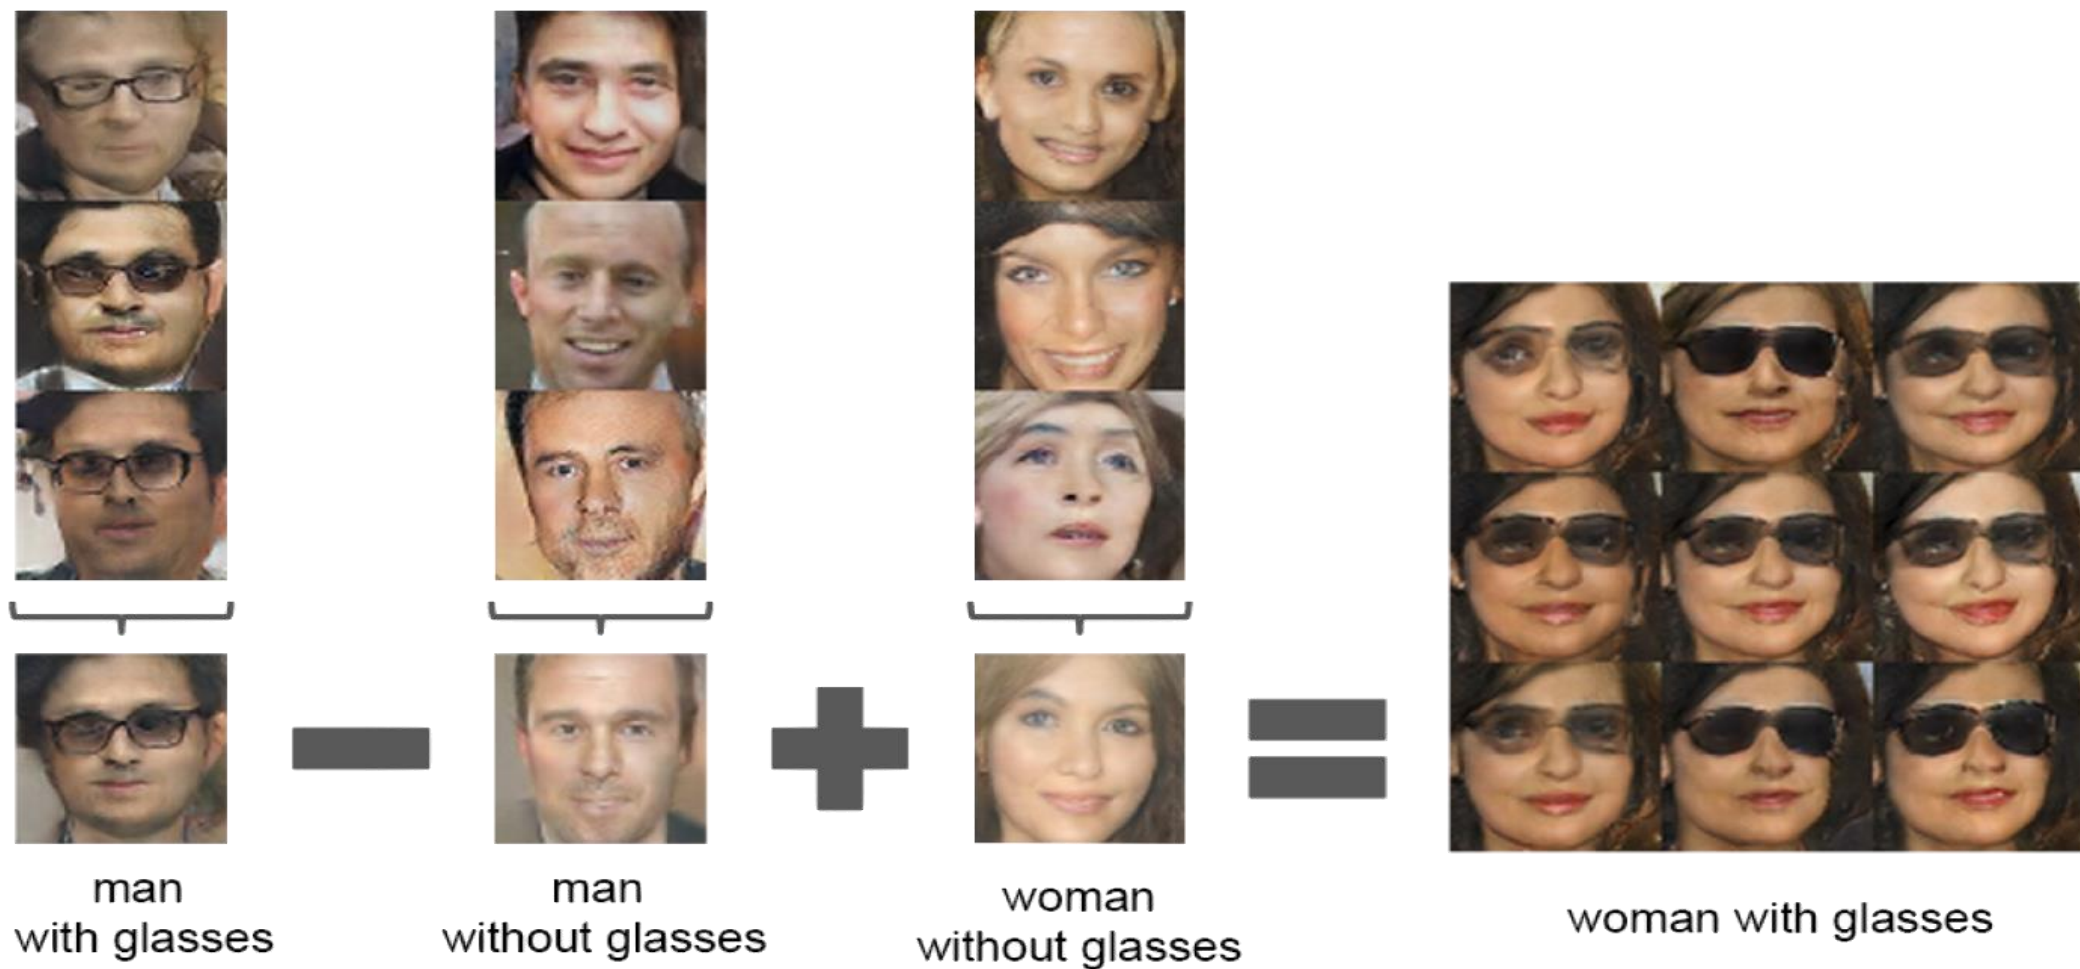 man
with glasses
man
without glasses
woman
without glasses
woman with glasses